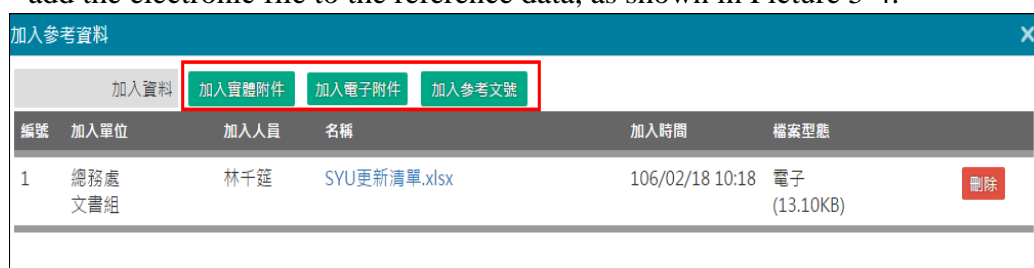 add the electronic file to the reference data, as shown in Picture 3-4.
加入參考資料 ×
加入資料 加入實體附件 加入電子附件 加入參考文號
編號 加入單位 加入人員 名稱 加入時間 檔案型態
1 總務處 林千筳 SYU更新清單.xlsx 106/02/18 10:18 電子 刪除
文書組 (13.10KB)